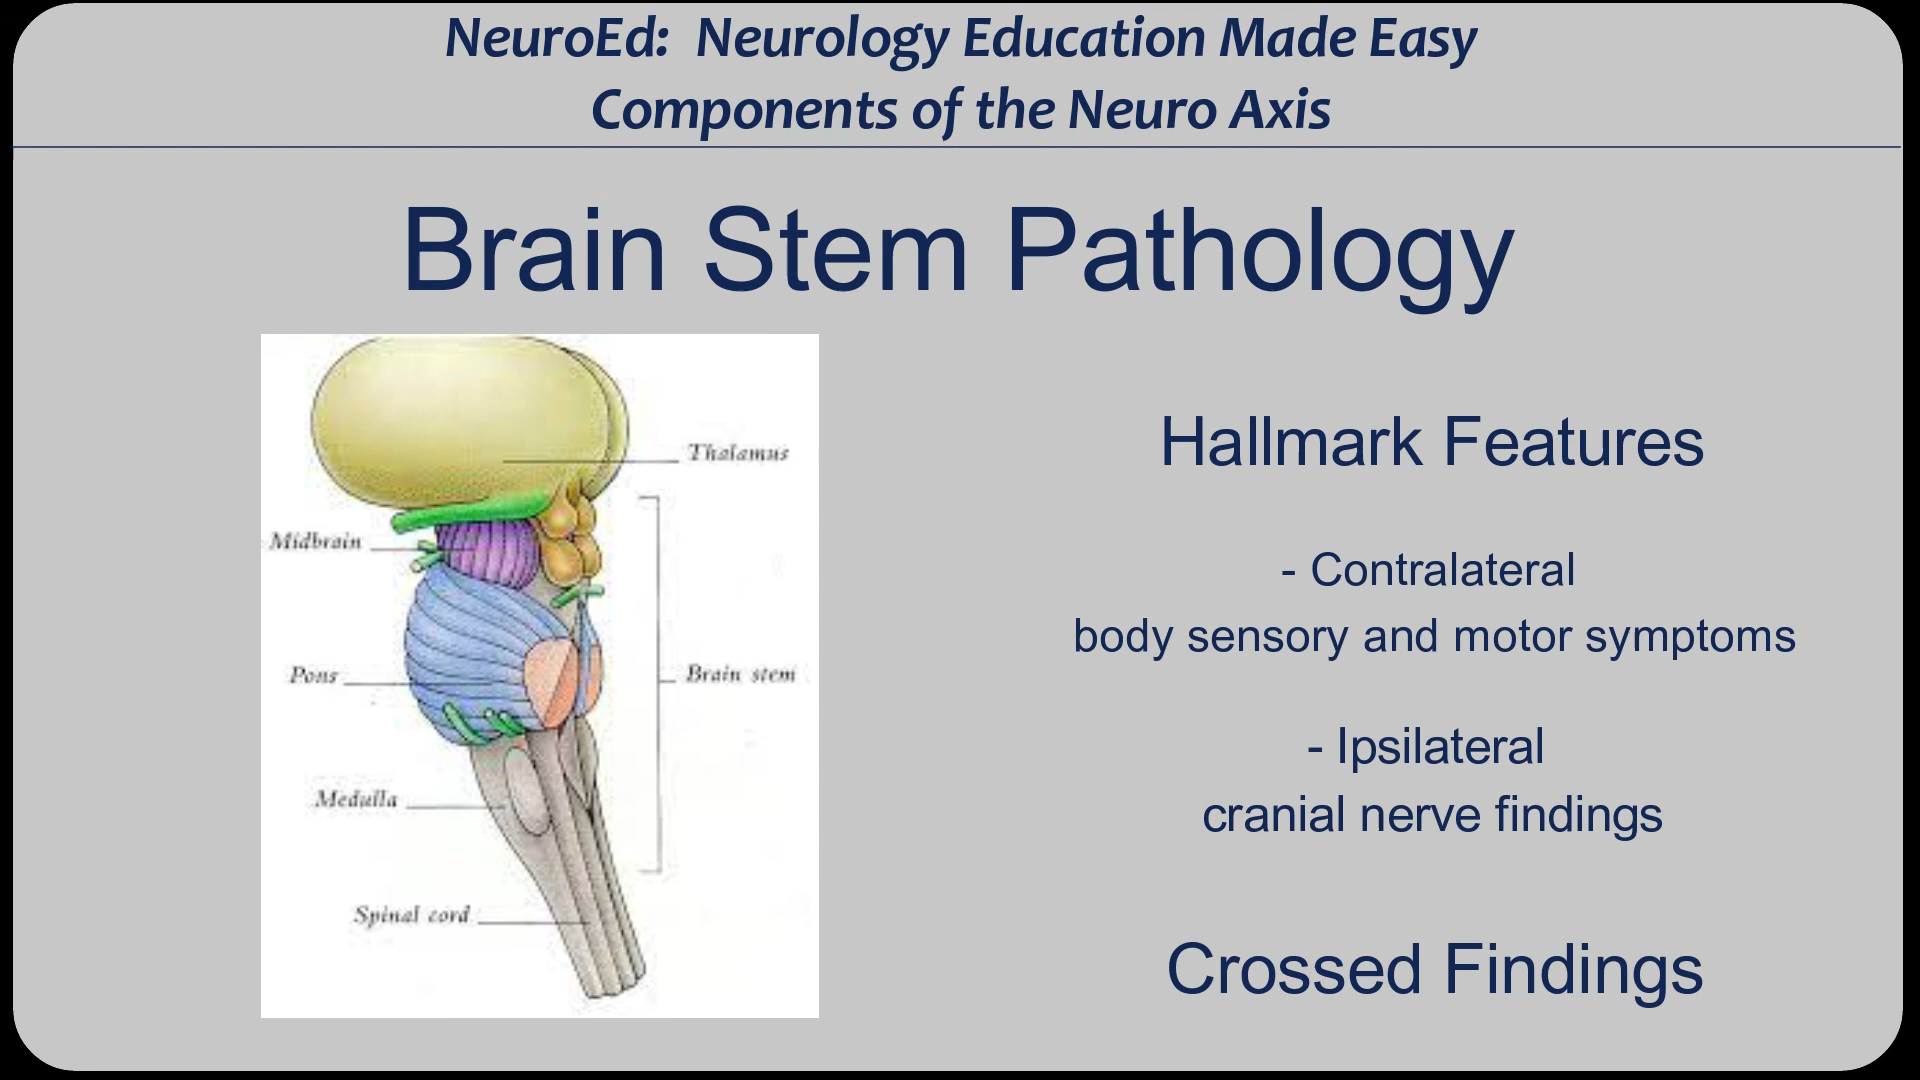 NeuroEd: Neurology Education Made Easy
Components of the Neuro Axis
Brain Stem Pathology
Thalamus
Midbrain
Pons
Brain stem
Medulla
Spinal cord
Hallmark Features
- Contralateral
body sensory and motor symptoms
- Ipsilateral
cranial nerve findings
Crossed Findings